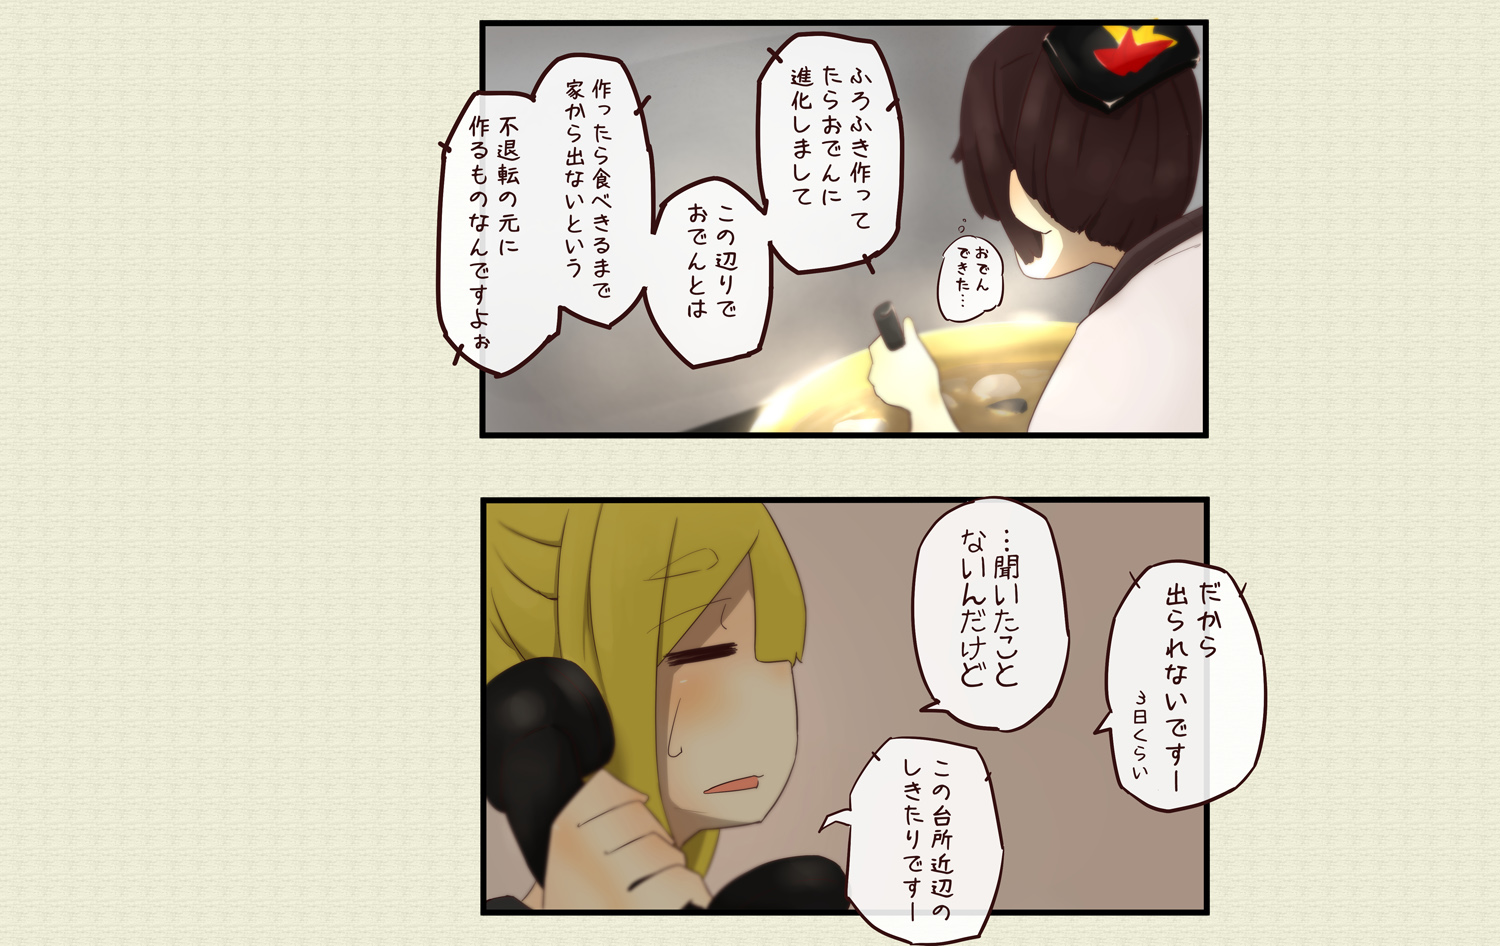 ふろふき作って
たらおでんに
進化しまして
この辺りで
おでんとは
作ったら食べきるまで
家から出ないという
不退転の元に
作るものなんですよぉ
おでん
できた…
だから
出られないですー
3日くらい
…聞いたこと
ないんだけど
この台所近辺の
しきたりですー